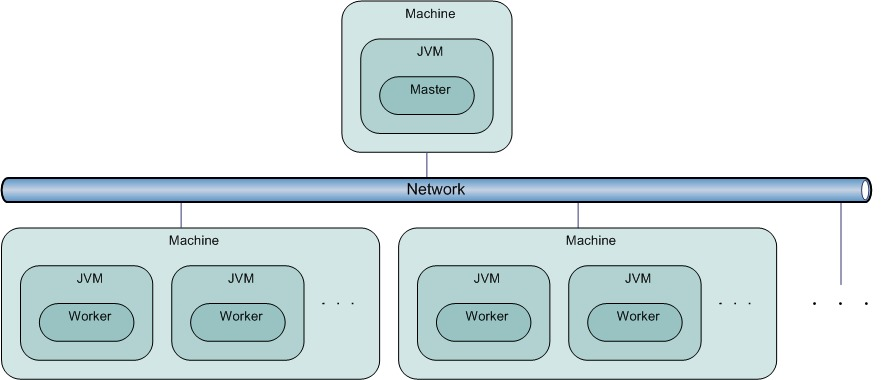 Machine
JVM
Master
Network
Machine
JVM
Worker
JVM
Worker
. . .
Machine
JVM
Worker
JVM
Worker
. . .
. . .